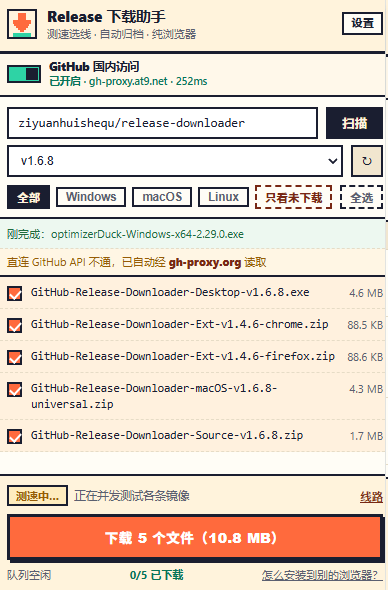 Release 下载助手
测速选线 · 自动归档 · 纯浏览器
设置
GitHub 国内访问
已开启 · gh-proxy.at9.net · 252ms
ziyuanhuishequ/release-downloader
扫描
v1.6.8
↻
全部 Windows macOS Linux 只看未下载 全选
刚完成：optimizerDuck-Windows-x64-2.29.0.exe
直连 GitHub API 不通，已自动经 gh-proxy.org 读取
GitHub-Release-Downloader-Desktop-v1.6.8.exe 4.6 MB
GitHub-Release-Downloader-Ext-v1.4.6-chrome.zip 88.5 KB
GitHub-Release-Downloader-Ext-v1.4.6-firefox.zip 88.6 KB
GitHub-Release-Downloader-macOS-v1.6.8-
universal.zip 4.3 MB
GitHub-Release-Downloader-Source-v1.6.8.zip 1.7 MB
测速中... 正在并发测试各条镜像 线路
下载 5 个文件（10.8 MB）
队列空闲 0/5 已下载 怎么安装到别的浏览器？